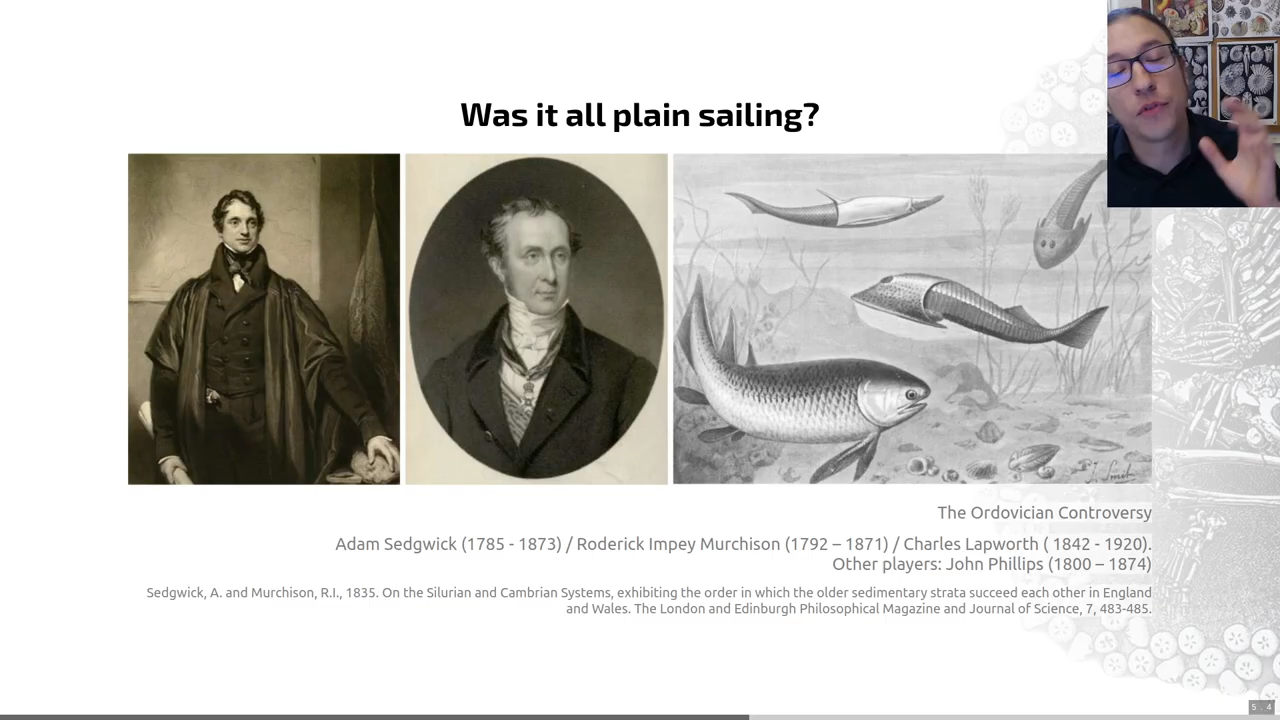 Was it all plain sailing?
J. Smit.
The Ordovician Controversy
Adam Sedgwick (1785 - 1873) / Roderick Impey Murchison (1792 – 1871) / Charles Lapworth ( 1842 - 1920).
Other players: John Phillips (1800 – 1874)
Sedgwick, A. and Murchison, R.I., 1835. On the Silurian and Cambrian Systems, exhibiting the order in which the older sedimentary strata succeed each other in England
and Wales. The London and Edinburgh Philosophical Magazine and Journal of Science, 7, 483-485.
5 . 4